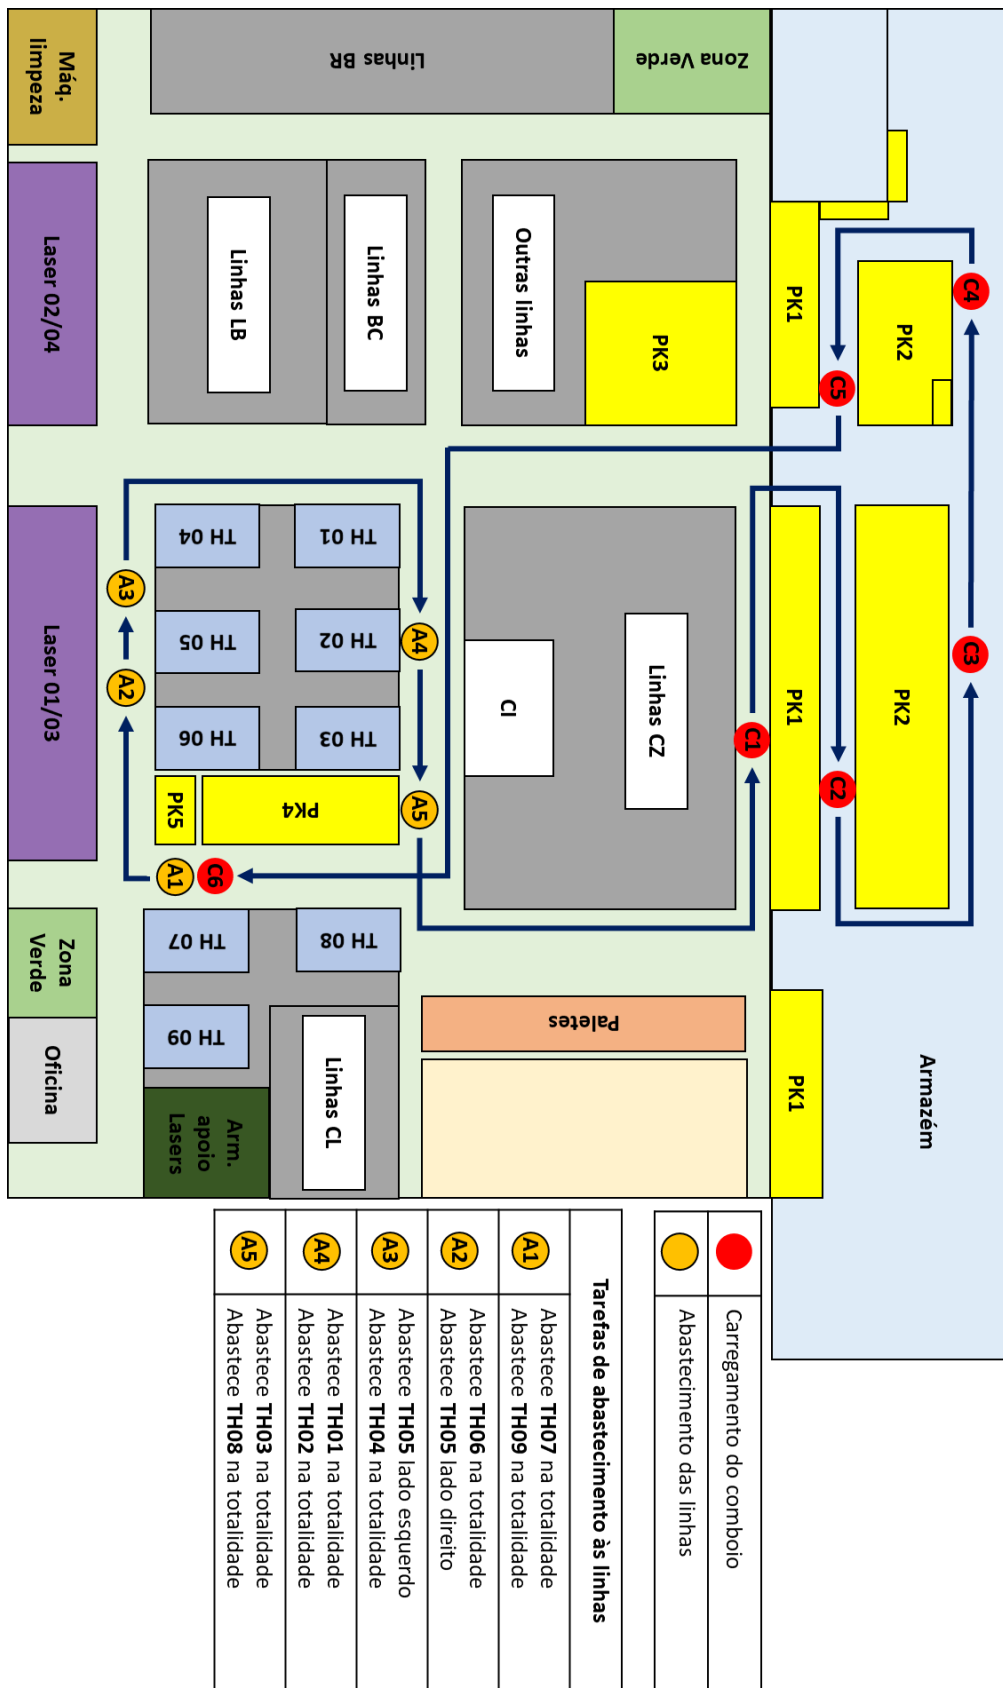 Máq.
limpeza
Linhas BR
Zona Verde
Laser 02/04
Linhas LB
Linhas BC
Outras linhas
PK3
PK1
PK2
C4
C5
Laser 01/03
A3
A2
TH 04
TH 05
TH 06
TH 01
TH 02
TH 03
A4
A5
PK5
PK4
A1
C6
CI
Linhas CZ
C1
PK1
C2
PK2
C3
Zona
Verde
Oficina
TH 07
TH 08
TH 09
Linhas CL
Arm.
apoio
Lasers
Paletes
PK1
Armazém
Carregamento do comboio
Abastecimento das linhas
Tarefas de abastecimento às linhas
A1
Abastece TH07 na totalidade
Abastece TH09 na totalidade
A2
Abastece TH06 na totalidade
Abastece TH05 lado direito
A3
Abastece TH05 lado esquerdo
Abastece TH04 na totalidade
A4
Abastece TH01 na totalidade
Abastece TH02 na totalidade
A5
Abastece TH03 na totalidade
Abastece TH08 na totalidade